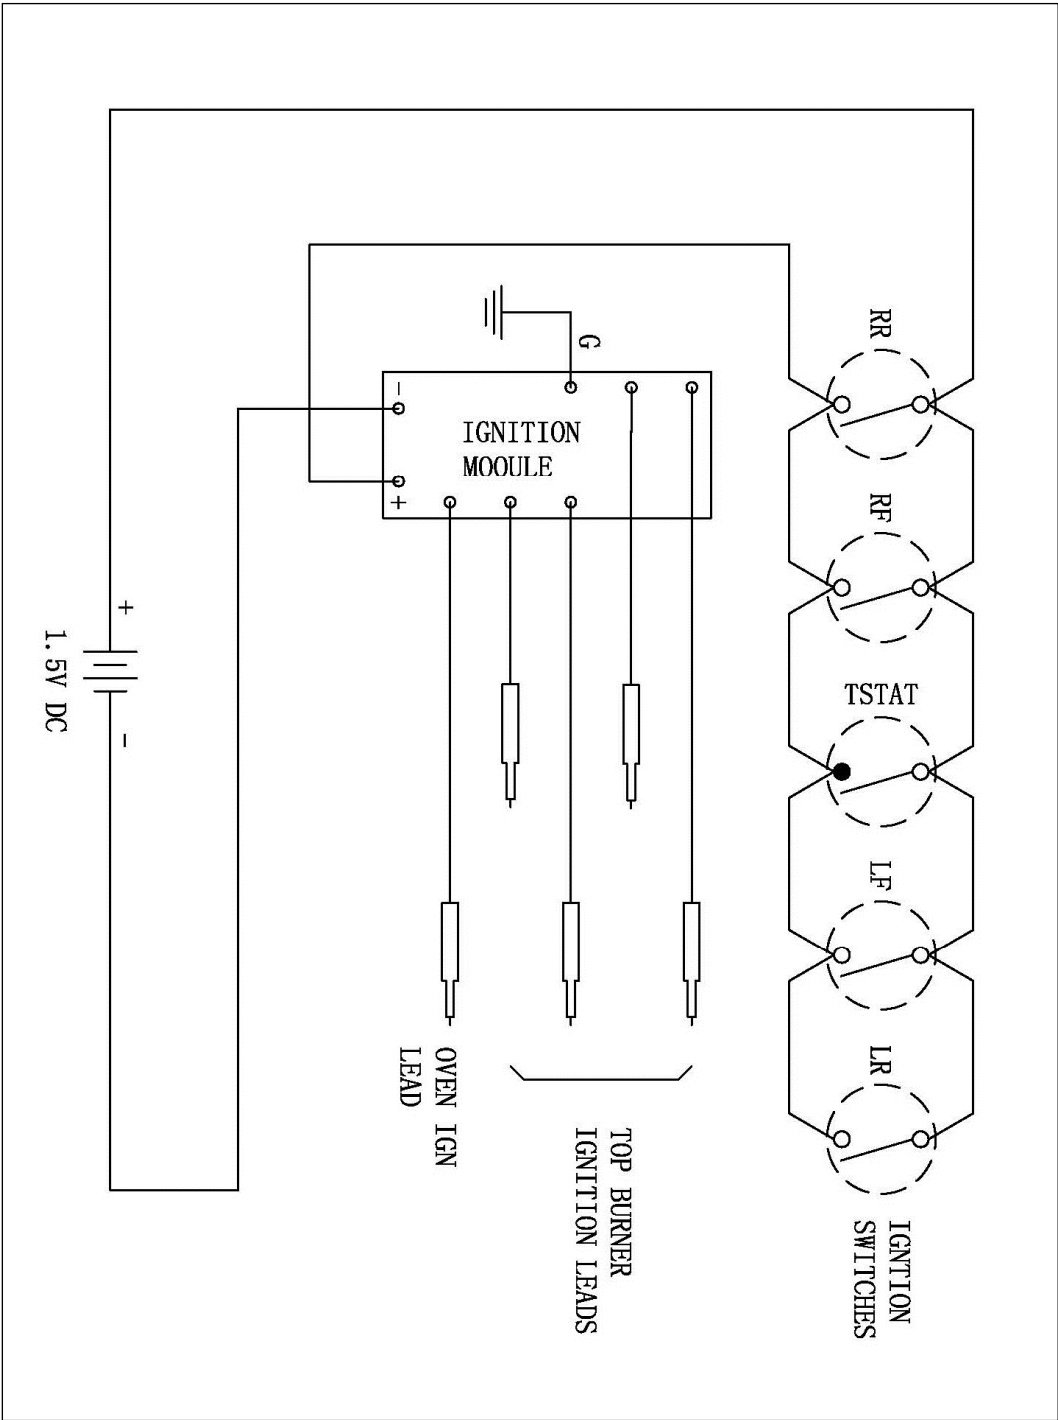 RR
RF
TSTAT
LF
LR
IGNTION
SWITCHES
G
-
+
IGNITION
MOOULE
TOP BURNER
IGNITION LEADS
OVEN IGN
LEAD
+
-
1.5V DC